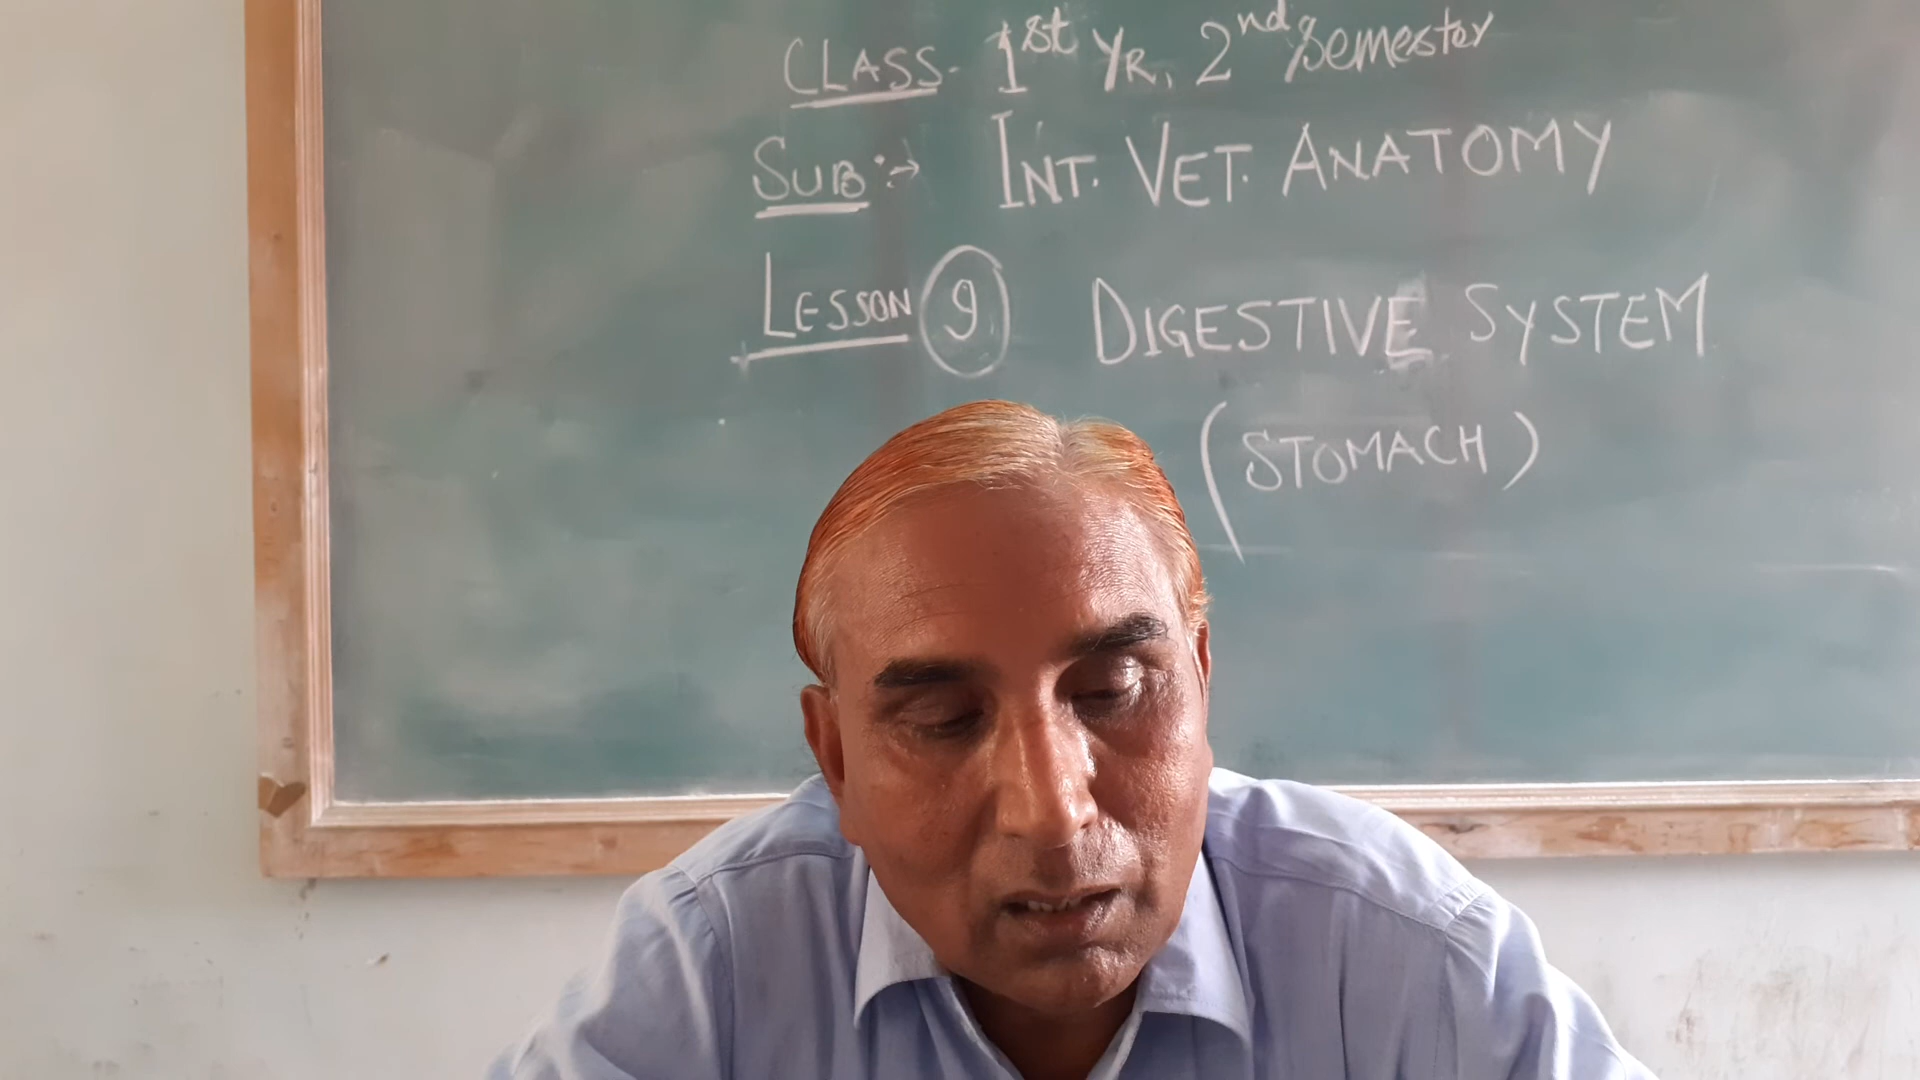 CLASS- 1st YR, 2nd Semester
SUB:→ INT. VET. ANATOMY
LESSON 9 DIGESTIVE SYSTEM
(STOMACH)